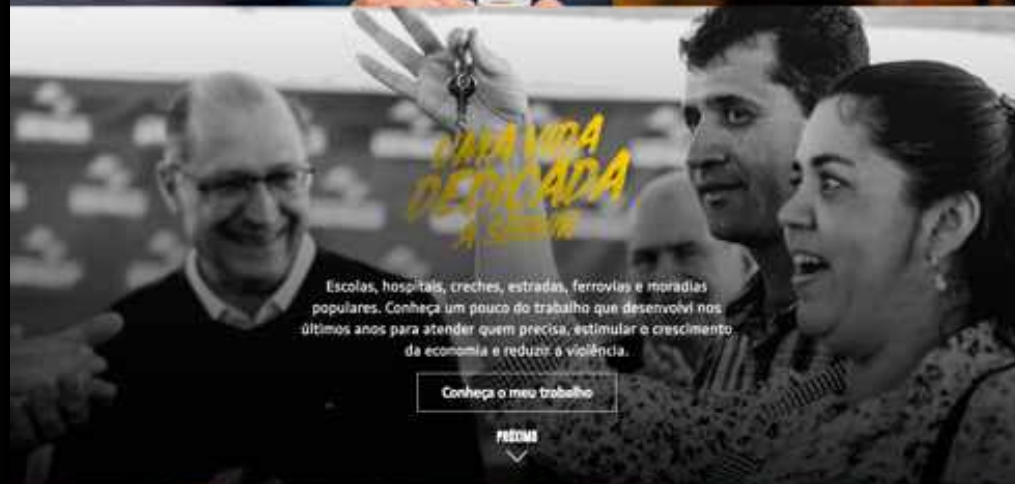 UMA VIDA
DEDICADA
A SERVIR
Escolas, hospitais, creches, estradas, ferrovias e moradias
populares. Conheça um pouco do trabalho que desenvolvi nos
últimos anos para atender quem precisa, estimular o crescimento
da economia e reduzir a violência.
Conheça o meu trabalho
PRÓXIMO